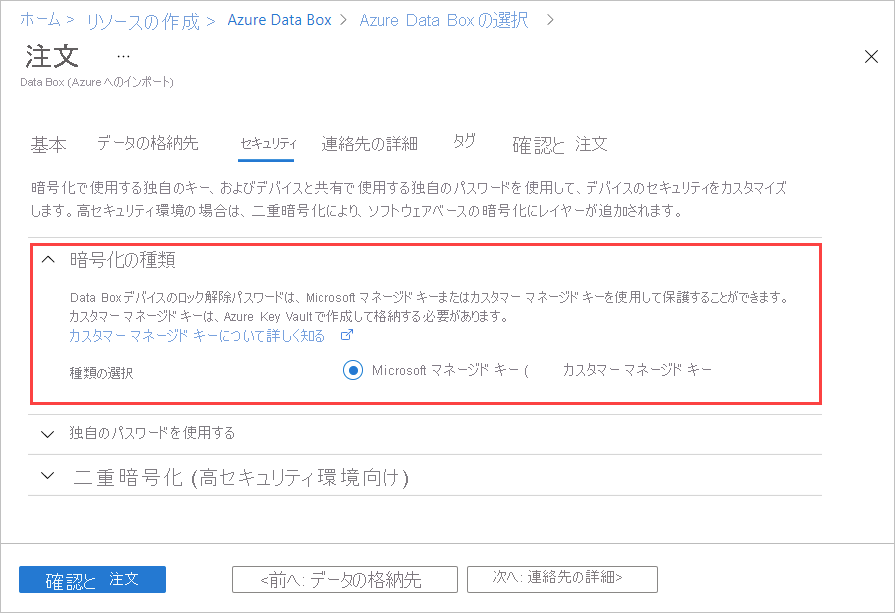 ホーム > リソースの作成 > Azure Data Box > Azure Data Boxの選択 >
注文 ...
Data Box (Azureへのインポート)
基本 データの格納先 セキュリティ 連絡先の詳細 タグ 確認と 注文
暗号化で使用する独自のキー、およびデバイスと共有で使用する独自のパスワードを使用して、デバイスのセキュリティをカスタマイズ
します。高セキュリティ環境の場合は、二重暗号化により、ソフトウェアベースの暗号化にレイヤーが追加されます。
暗号化の種類
Data Boxデバイスのロック解除パスワードは、Microsoft マネージド キーまたはカスタマー マネージド キーを使用して保護することができます。
カスタマー マネージド キーは、Azure Key Vaultで作成して格納する必要があります。
カスタマー マネージド キーについて詳しく知る
種類の選択 Microsoft マネージド キー ( カスタマー マネージド キー
独自のパスワードを使用する
二重暗号化 (高セキュリティ環境向け)
確認と 注文 <前へ: データの格納先 次へ: 連絡先の詳細>